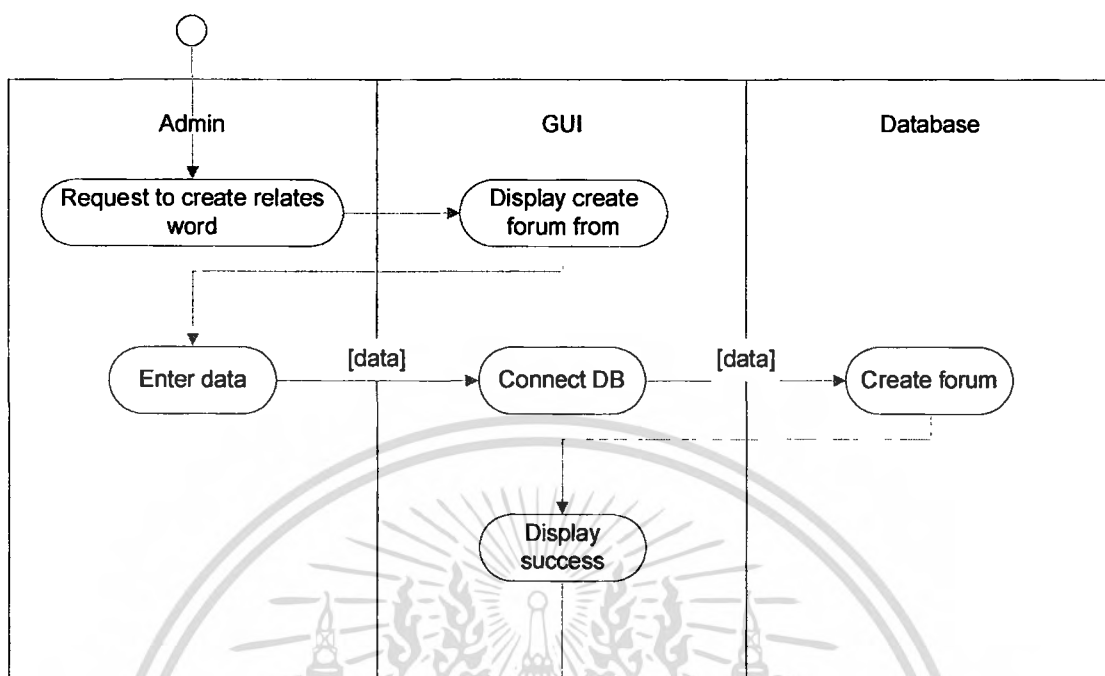 Admin
GUI
Database
Request to create relates
word
Display create
forum from
Enter data
[data]
Connect DB
[data]
Create forum
Display
success